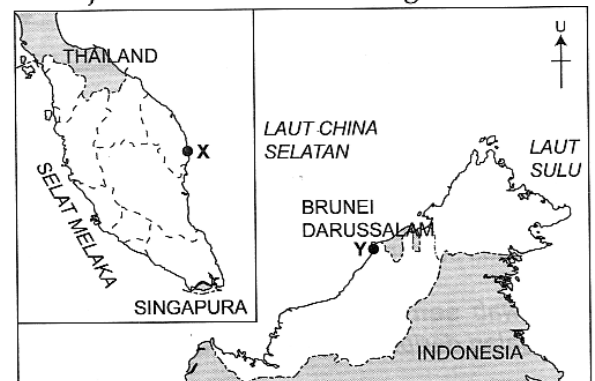 THAILAND
X
SELAT MELAKA
SINGAPURA
U
LAUT CHINA
SELATAN
LAUT
SULU
BRUNEI
DARUSSALAM
Y
INDONESIA